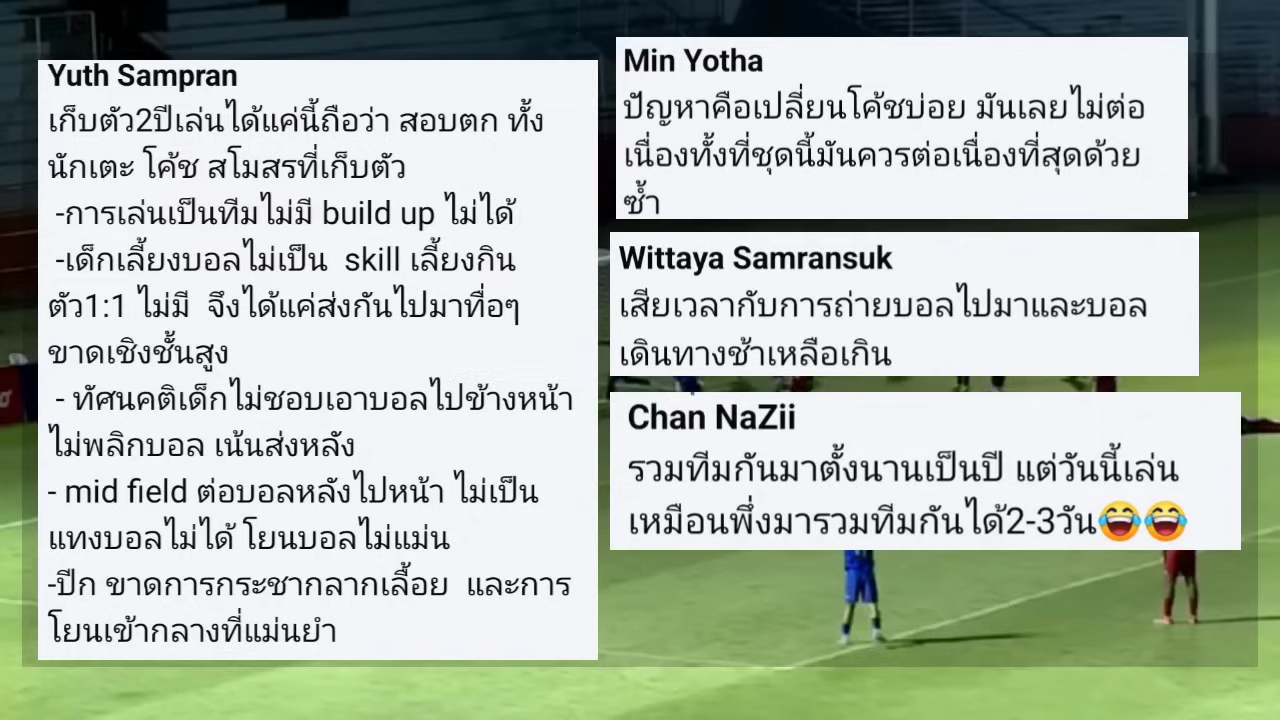 Yuth Sampran
เก็บตัว2ปีเล่นได้แค่นี้ถือว่า สอบตก ทั้ง
นักเตะ โค้ช สโมสรที่เก็บตัว
-การเล่นเป็นทีมไม่มี build up ไม่ได้
-เด็กเลี้ยงบอลไม่เป็น skill เลี้ยงกิน
ตัว1:1 ไม่มี จึงได้แค่ส่งกันไปมาทื่อๆ
ขาดเชิงชั้นสูง
- ทัศนคติเด็กไม่ชอบเอาบอลไปข้างหน้า
ไม่พลิกบอล เน้นส่งหลัง
- mid field ต่อบอลหลังไปหน้า ไม่เป็น
แทงบอลไม่ได้ โยนบอลไม่แม่น
-ปีก ขาดการกระชากลากเลื้อย และการ
โยนเข้ากลางที่แม่นยำ
Min Yotha
ปัญหาคือเปลี่ยนโค้ชบ่อย มันเลยไม่ต่อ
เนื่องทั้งที่ชุดนี้มันควรต่อเนื่องที่สุดด้วย
ซ้ำ
Wittaya Samransuk
เสียเวลากับการถ่ายบอลไปมาและบอล
เดินทางช้าเหลือเกิน
Chan NaZii
รวมทีมกันมาตั้งนานเป็นปี แต่วันนี้เล่น
เหมือนพึ่งมารวมทีมกันได้2-3วัน😂😂